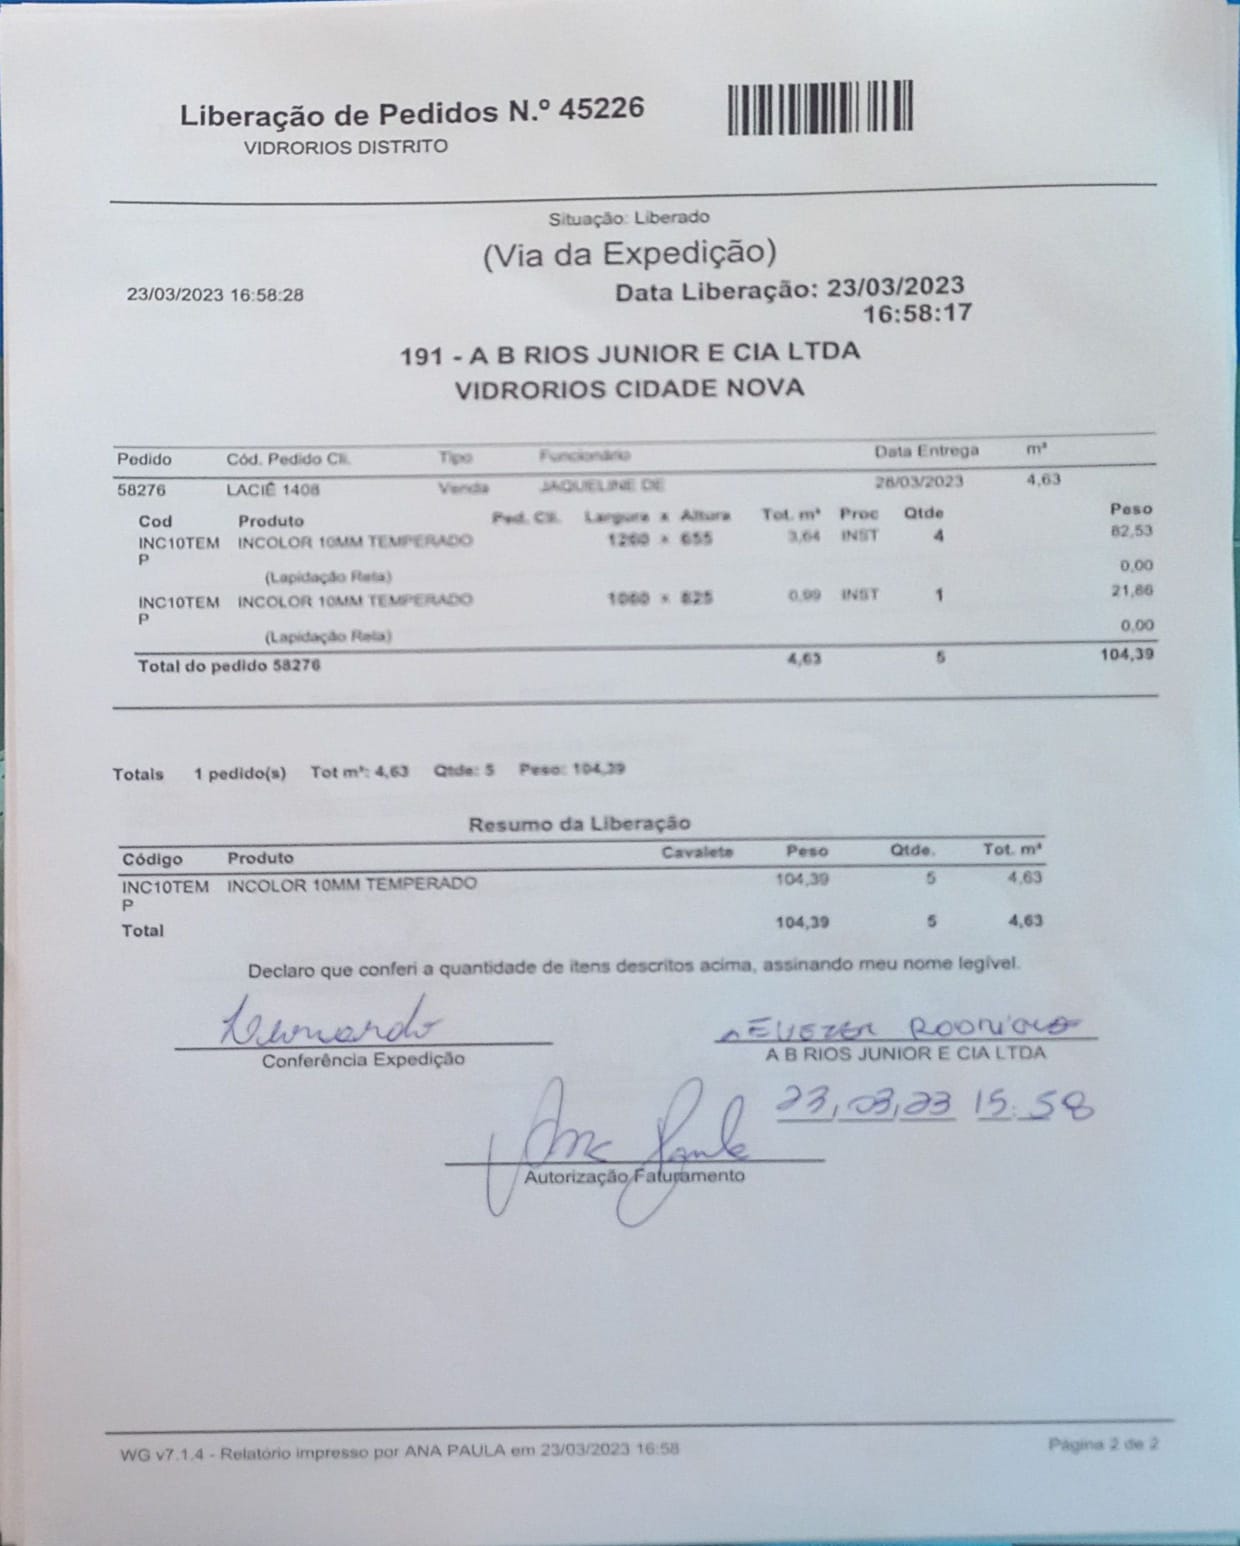 Liberação de Pedidos N.º 45226
VIDRORIOS DISTRITO
Situação: Liberado
(Via da Expedição)
23/03/2023 16:58:28
Data Liberação: 23/03/2023
16:58:17
191 - A B RIOS JUNIOR E CIA LTDA
VIDRORIOS CIDADE NOVA
Pedido Cód. Pedido Cli. Tipo Funcionário Data Entrega m²
58276 LACIÊ 1408 Venda JAQUELINE DE 28/03/2023 4,63
Cod Produto Ped. Cli. Largura x Altura Tot. m² Proc Qtde Peso
INC10TEM INCOLOR 10MM TEMPERADO 1260 x 655 3,64 INST 4 82,53
P
(Lapidação Reta) 0,00
INC10TEM INCOLOR 10MM TEMPERADO 1060 x 825 0,99 INST 1 21,86
P
(Lapidação Reta) 0,00
Total do pedido 58276 4,63 5 104,39
Totais 1 pedido(s) Tot m²: 4,63 Qtde: 5 Peso: 104,39
Resumo da Liberação
Código Produto Cavalete Peso Qtde. Tot. m²
INC10TEM INCOLOR 10MM TEMPERADO 104,39 5 4,63
P
Total 104,39 5 4,63
Declaro que conferi a quantidade de itens descritos acima, assinando meu nome legível.
Conferência Expedição
A B RIOS JUNIOR E CIA LTDA
23,03,23 15:58
Ana Paula
Autorização Faturamento
WG v7.1.4 - Relatório impresso por ANA PAULA em 23/03/2023 16:58
Página 2 de 2